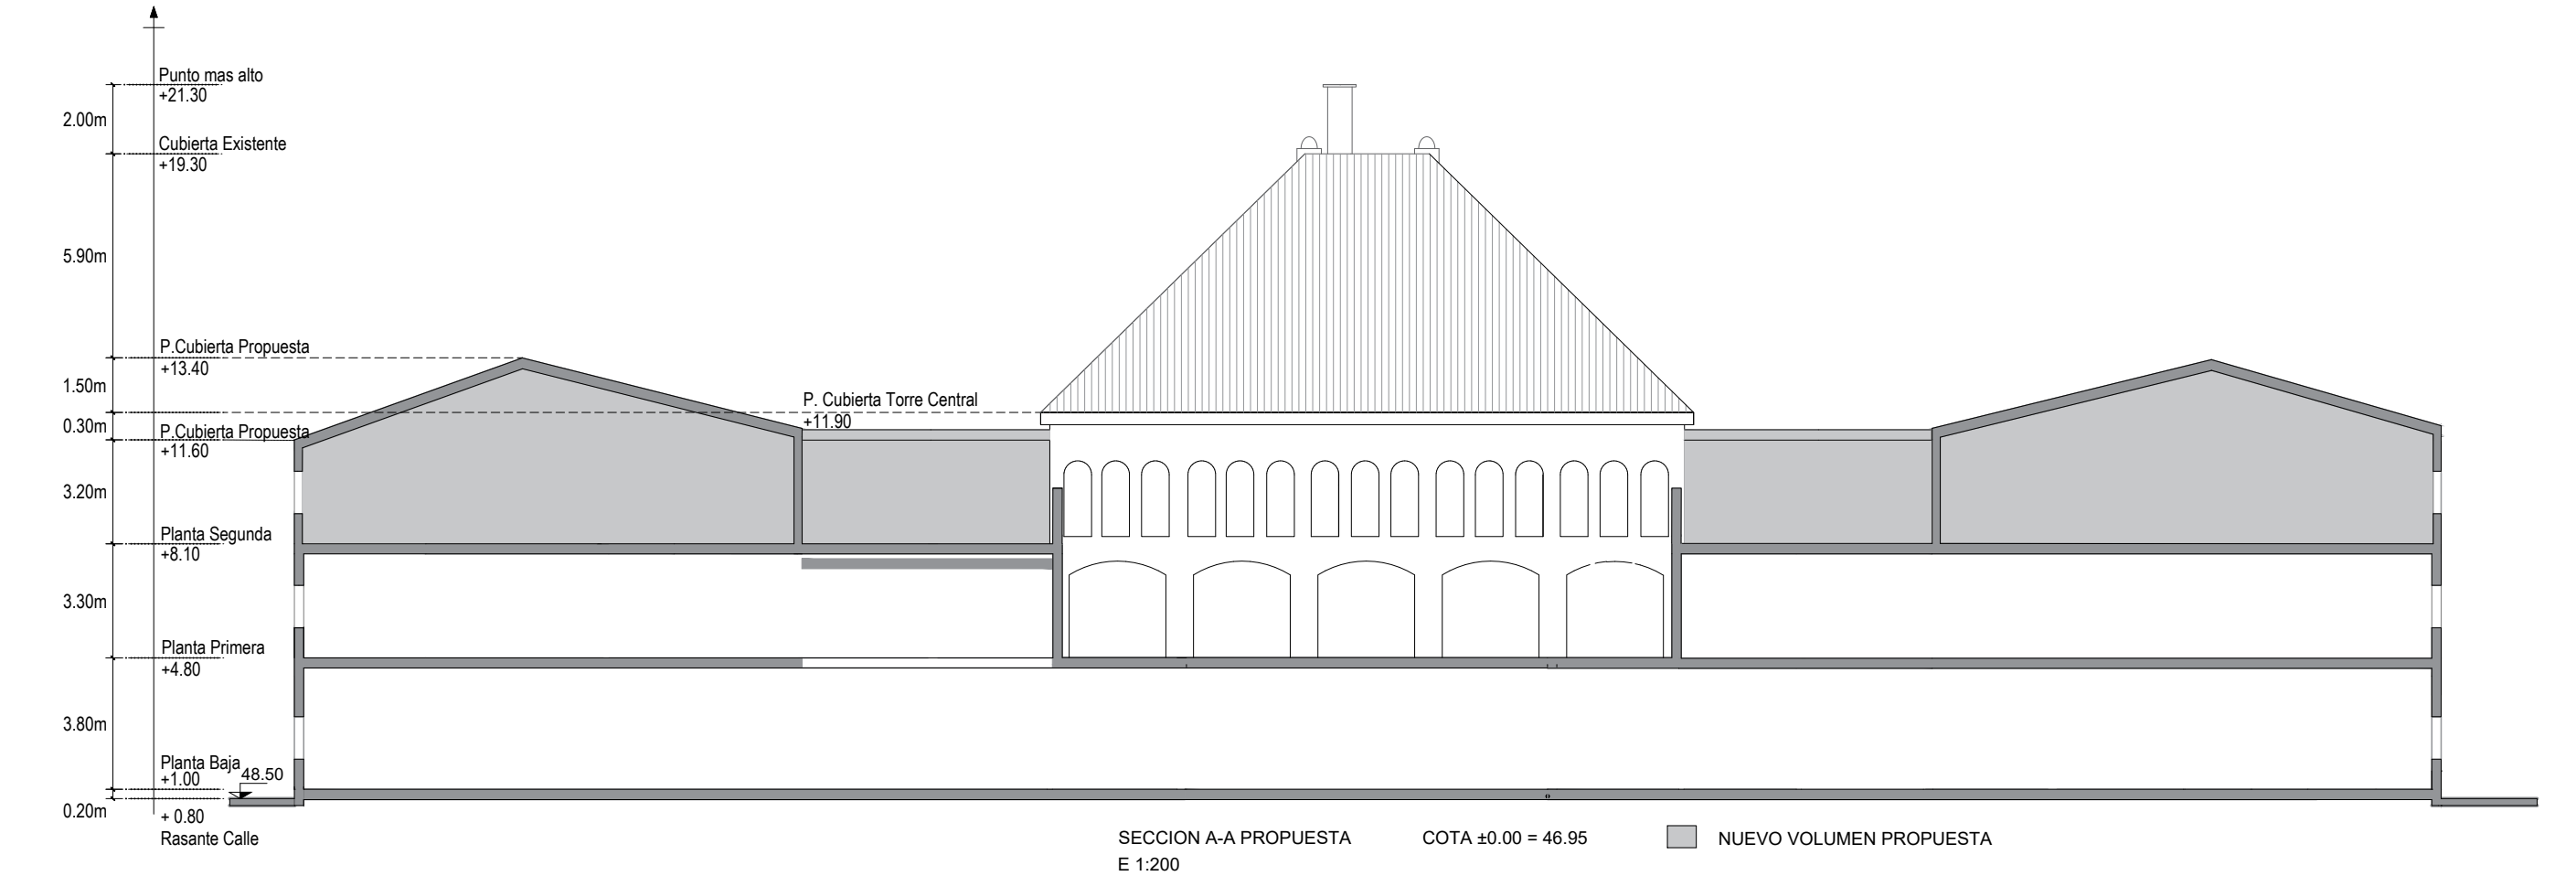 Punto mas alto
+21.30
2.00m
Cubierta Existente
+19.30
5.90m
P.Cubierta Propuesta
+13.40
1.50m
P. Cubierta Torre Central
+11.90
0.30m
P.Cubierta Propuesta
+11.60
3.20m
Planta Segunda
+8.10
3.30m
Planta Primera
+4.80
3.80m
Planta Baja
+1.00
48.50
0.20m
+ 0.80
Rasante Calle
SECCION A-A PROPUESTA
E 1:200
COTA ±0.00 = 46.95
NUEVO VOLUMEN PROPUESTA